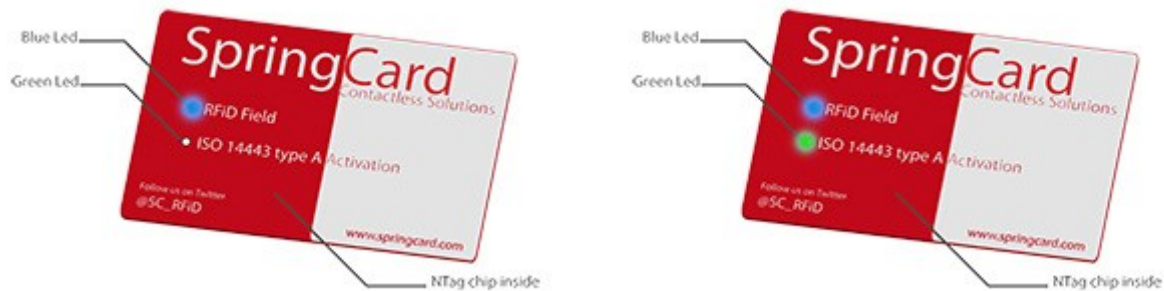 Blue Led
Green Led
SpringCard
Contactless Solutions
RFiD Field
ISO 14443 type A Activation
Follow us on Twitter
@SC_RFiD
www.springcard.com
NTag chip inside
Blue Led
Green Led
SpringCard
Contactless Solutions
RFiD Field
ISO 14443 type A Activation
Follow us on Twitter
@SC_RFiD
www.springcard.com
NTag chip inside